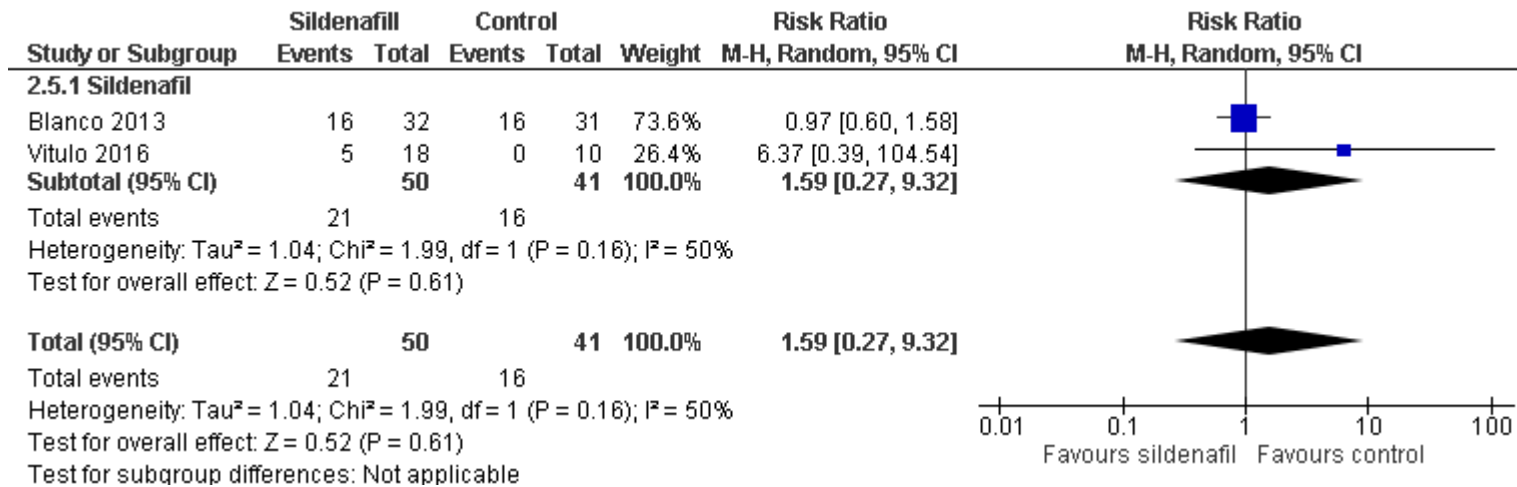 Sildenafill Control Risk Ratio Risk Ratio
Study or Subgroup Events Total Events Total Weight M-H, Random, 95% CI M-H, Random, 95% CI
2.5.1 Sildenafil
Blanco 2013 16 32 16 31 73.6% 0.97 [0.60, 1.58]
Vitulo 2016 5 18 0 10 26.4% 6.37 [0.39, 104.54]
Subtotal (95% CI) 50 41 100.0% 1.59 [0.27, 9.32]
Total events 21 16
Heterogeneity: Tau² = 1.04; Chi² = 1.99, df = 1 (P = 0.16); I² = 50%
Test for overall effect: Z = 0.52 (P = 0.61)
Total (95% CI) 50 41 100.0% 1.59 [0.27, 9.32]
Total events 21 16
Heterogeneity: Tau² = 1.04; Chi² = 1.99, df = 1 (P = 0.16); I² = 50%
Test for overall effect: Z = 0.52 (P = 0.61)
Test for subgroup differences: Not applicable
0.01 0.1 1 10 100
Favours sildenafil Favours control